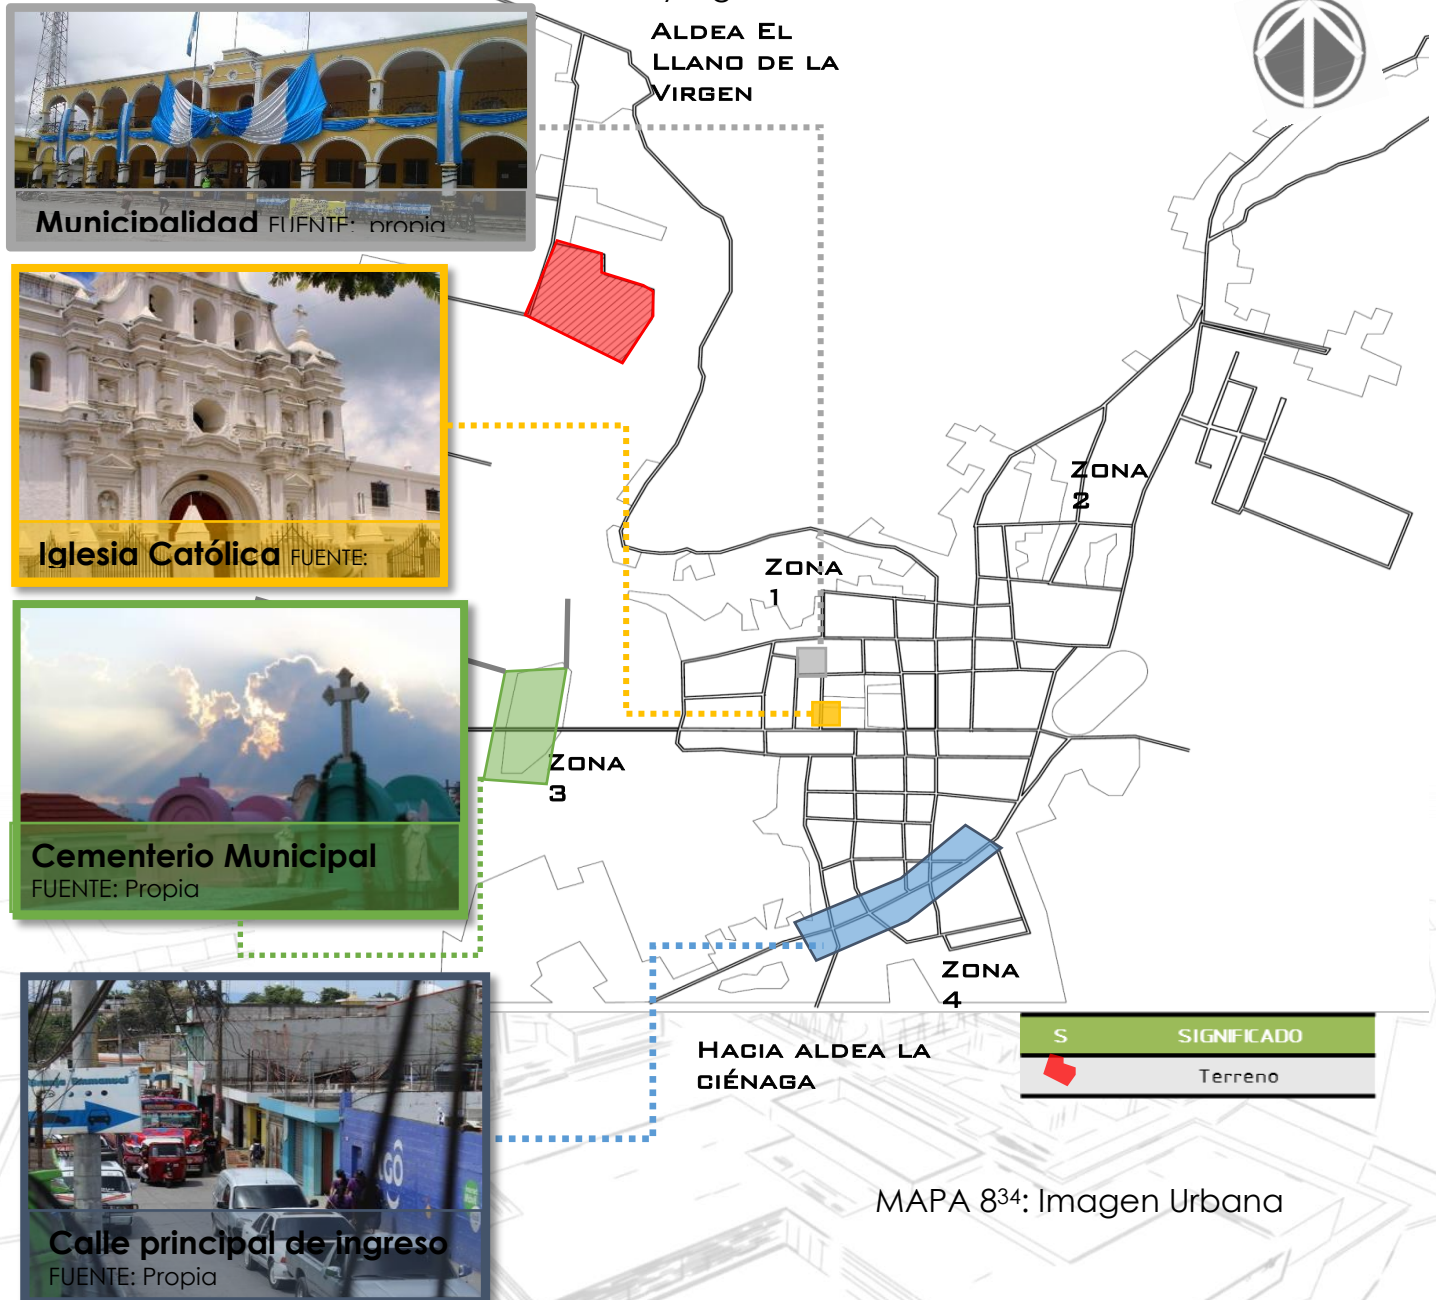 ALDEA EL
LLANO DE LA
VIRGEN
Municipalidad FUENTE: propia
Iglesia Católica FUENTE:
ZONA
2
ZONA
1
ZONA
3
Cementerio Municipal
FUENTE: Propia
ZONA
4
HACIA ALDEA LA
CIÉNAGA
S SIGNIFICADO
Terreno
Emmanuel
GO
MAPA 8³⁴: Imagen Urbana
Calle principal de ingreso
FUENTE: Propia